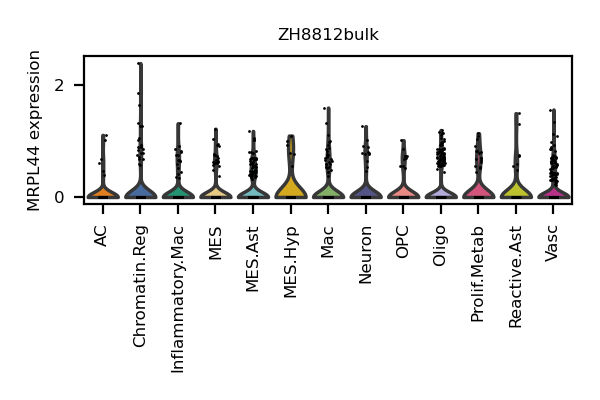 ZH8812bulk
MRPL44 expression
2
0
AC
Chromatin.Reg
Inflammatory.Mac
MES
MES.Ast
MES.Hyp
Mac
Neuron
OPC
Oligo
Prolif.Metab
Reactive.Ast
Vasc